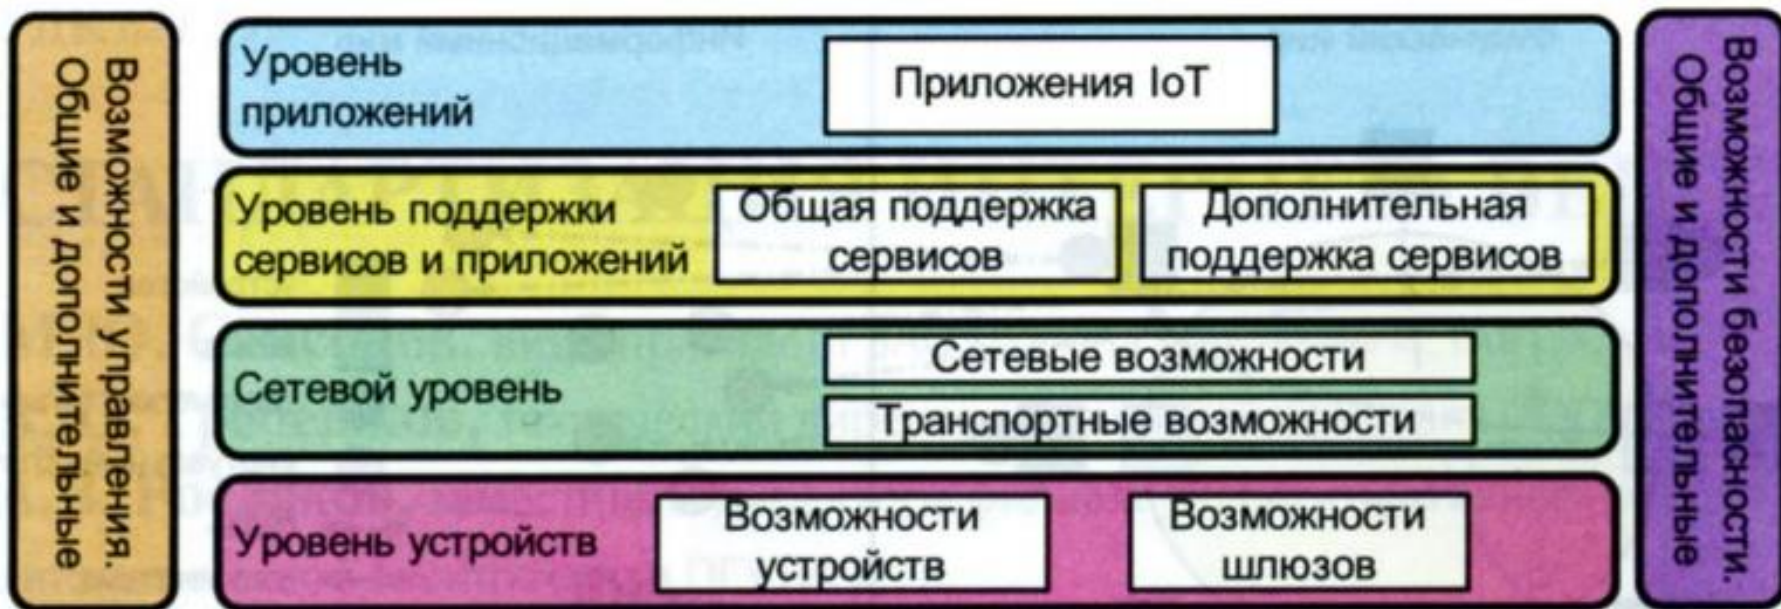 Возможности управления.
Общие и дополнительные
Уровень
приложений
Приложения IoT
Уровень поддержки
сервисов и приложений
Общая поддержка
сервисов
Дополнительная
поддержка сервисов
Сетевой уровень
Сетевые возможности
Транспортные возможности
Уровень устройств
Возможности
устройств
Возможности
шлюзов
Возможности безопасности.
Общие и дополнительные